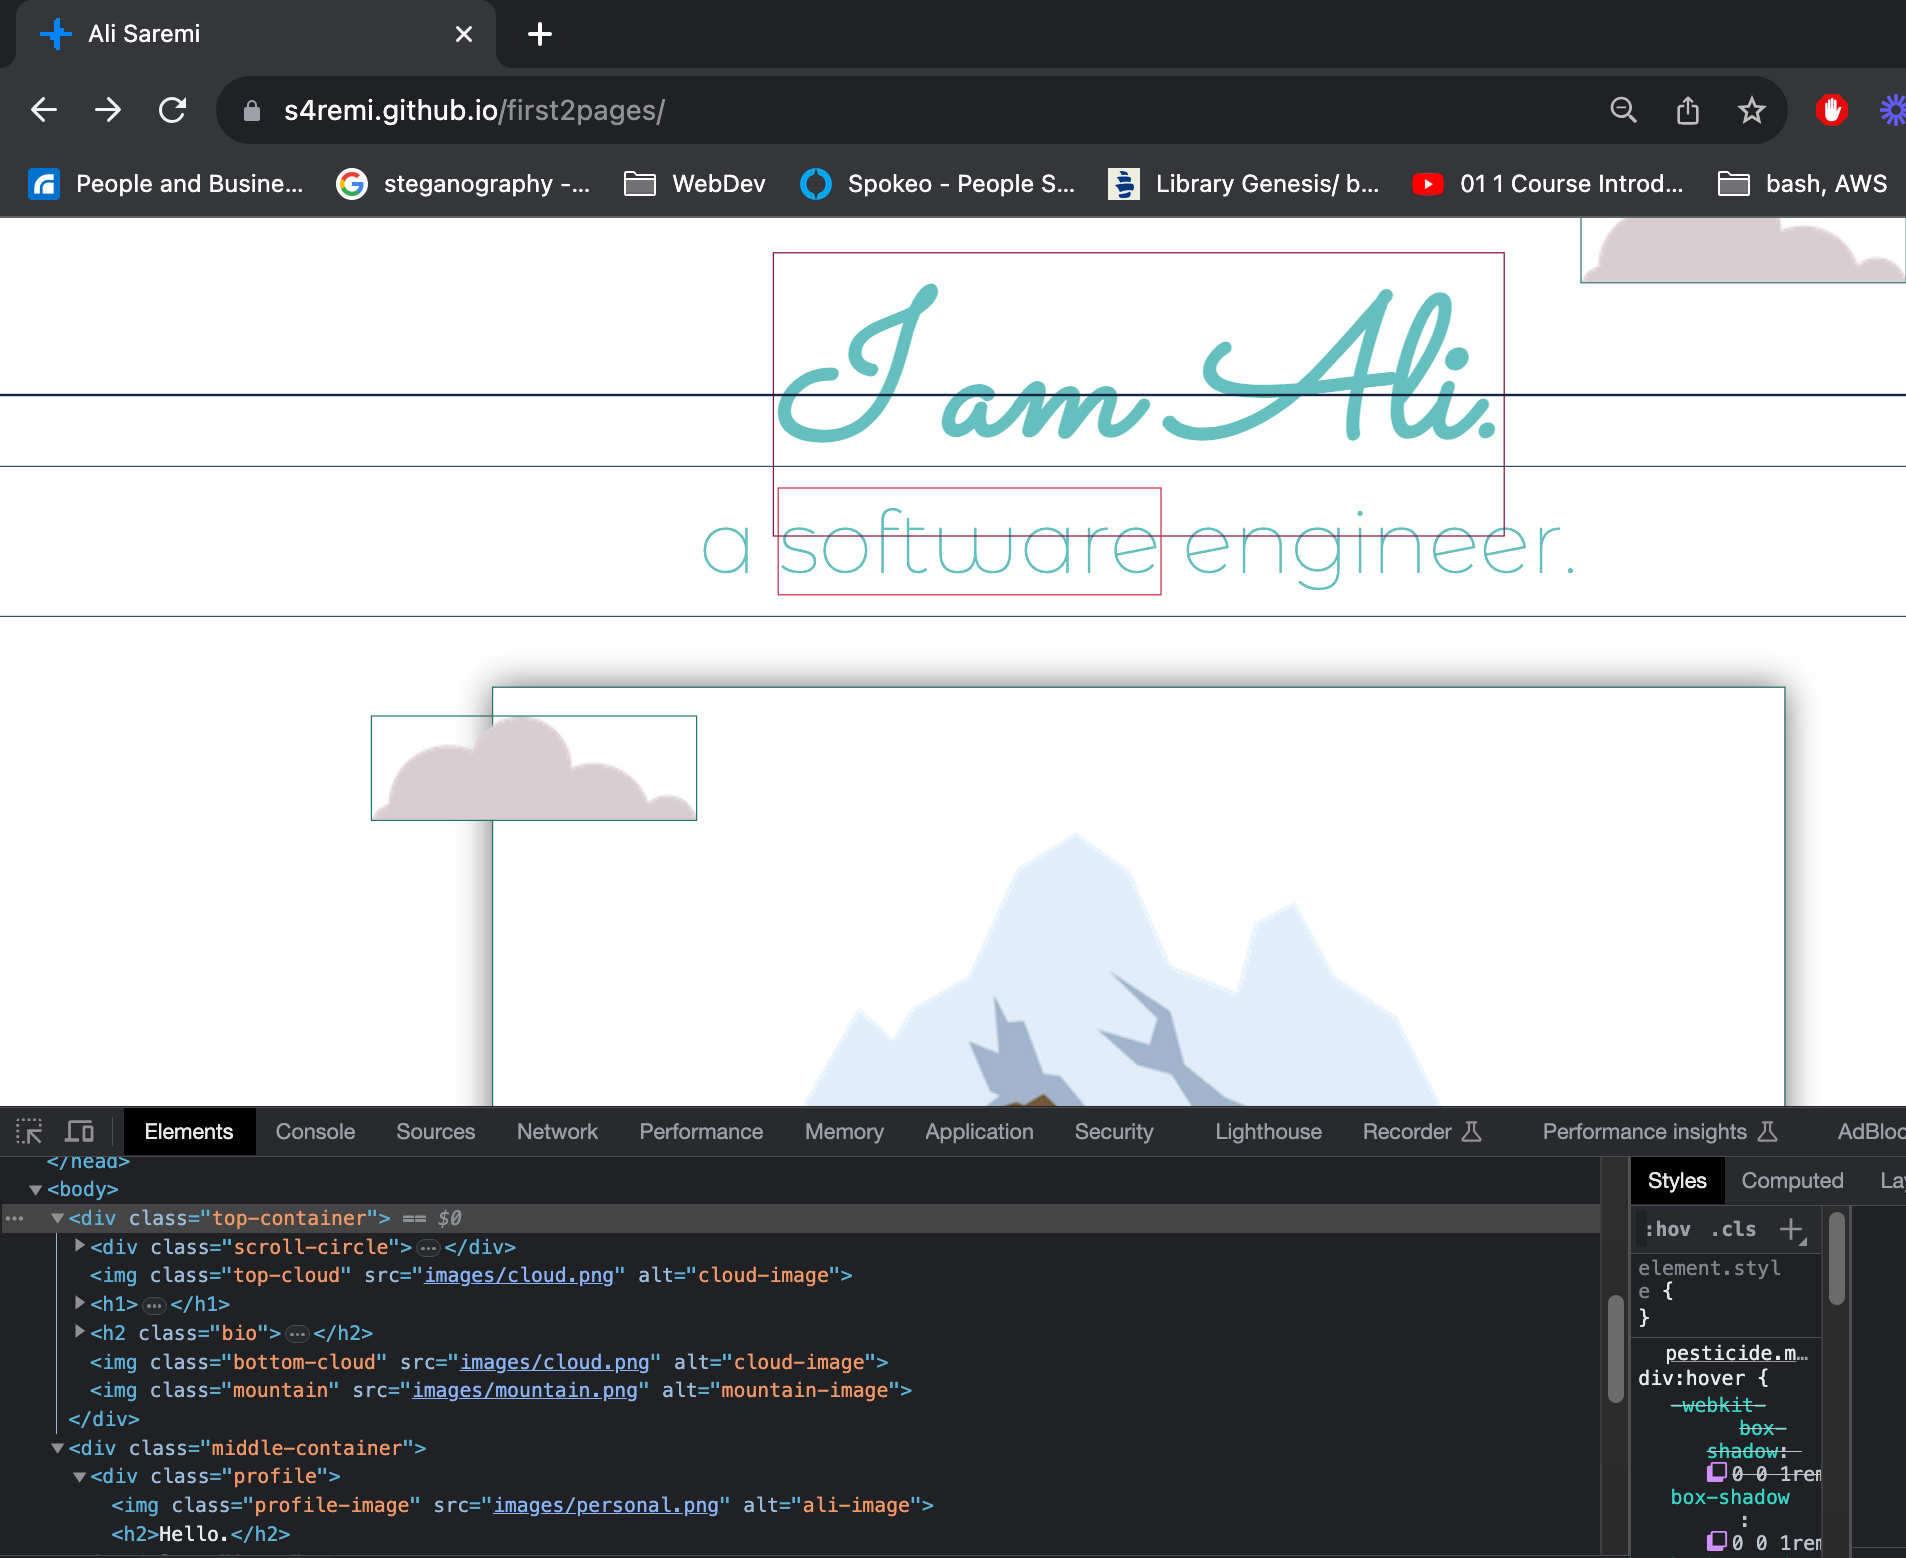 Ali Saremi
s4remi.github.io/first2pages/
People and Busine...
steganography -...
WebDev
Spokeo - People S...
Library Genesis/ b...
01 1 Course Introd...
bash, AWS
I am Ali.
a software engineer.
Elements Console Sources Network Performance Memory Application Security Lighthouse Recorder Performance insights AdBloc
</head>
<body>
<div class="top-container"> == $0
<div class="scroll-circle">…</div>
<img class="top-cloud" src="images/cloud.png" alt="cloud-image">
<h1>…</h1>
<h2 class="bio">…</h2>
<img class="bottom-cloud" src="images/cloud.png" alt="cloud-image">
<img class="mountain" src="images/mountain.png" alt="mountain-image">
</div>
<div class="middle-container">
<div class="profile">
<img class="profile-image" src="images/personal.png" alt="ali-image">
<h2>Hello.</h2>
Styles Computed Lay
:hov .cls
element.styl
e {
}
pesticide.m…
div:hover {
-webkit-
box-
shadow:
0 0 1rem
box-shadow
:
0 0 1rem